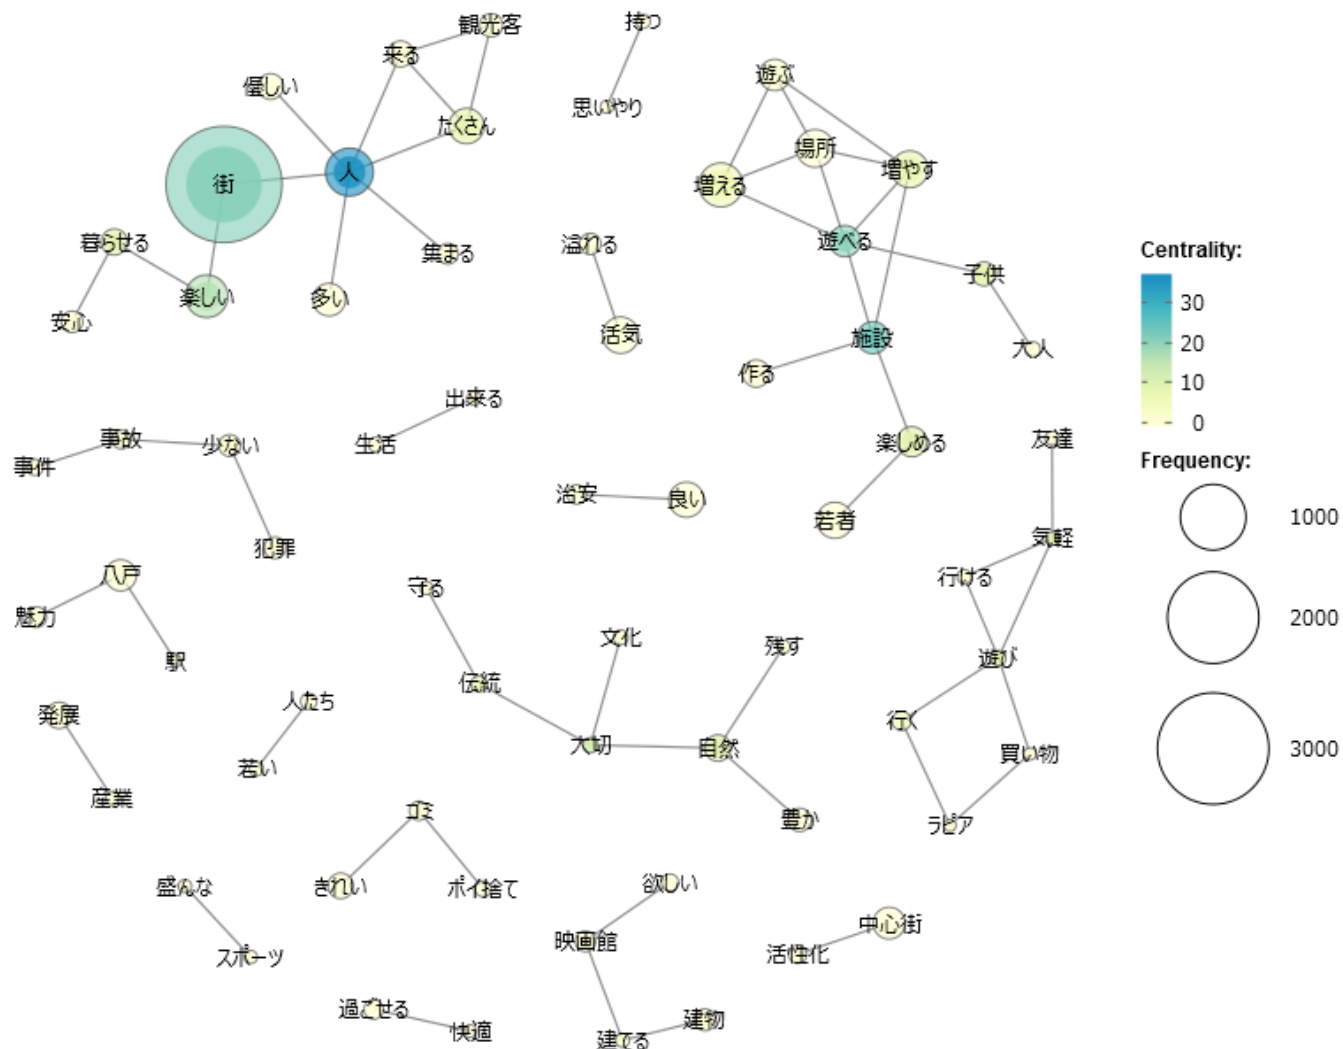 観光客
持つ
来る
優しい
思いやり
遊ぶ
たくさん
場所
人
街
増やす
増える
暮らせる
集まる
溢れる
遊べる
子供
楽しい
多い
安心
活気
施設
大人
作る
出来る
生活
事故
少ない
事件
楽しめる
友達
治安
良い
若者
犯罪
気軽
八戸
行ける
守る
魅力
文化
残す
駅
遊び
伝統
人たち
発展
行く
大切
自然
買い物
若い
産業
ゴミ
豊か
ラピア
盛んな
きれい
ポイ捨て
欲しい
中心街
映画館
スポーツ
活性化
過ごせる
快適
建物
建てる
Centrality:
30
20
10
0
Frequency:
1000
2000
3000